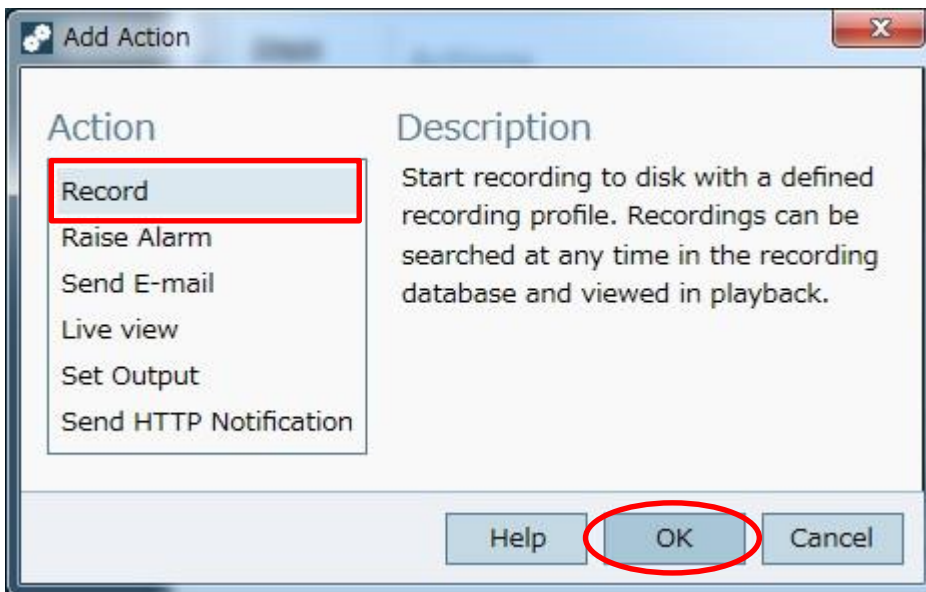 Add Action
Action
Record
Raise Alarm
Send E-mail
Live view
Set Output
Send HTTP Notification
Description
Start recording to disk with a defined
recording profile. Recordings can be
searched at any time in the recording
database and viewed in playback.
Help
OK
Cancel